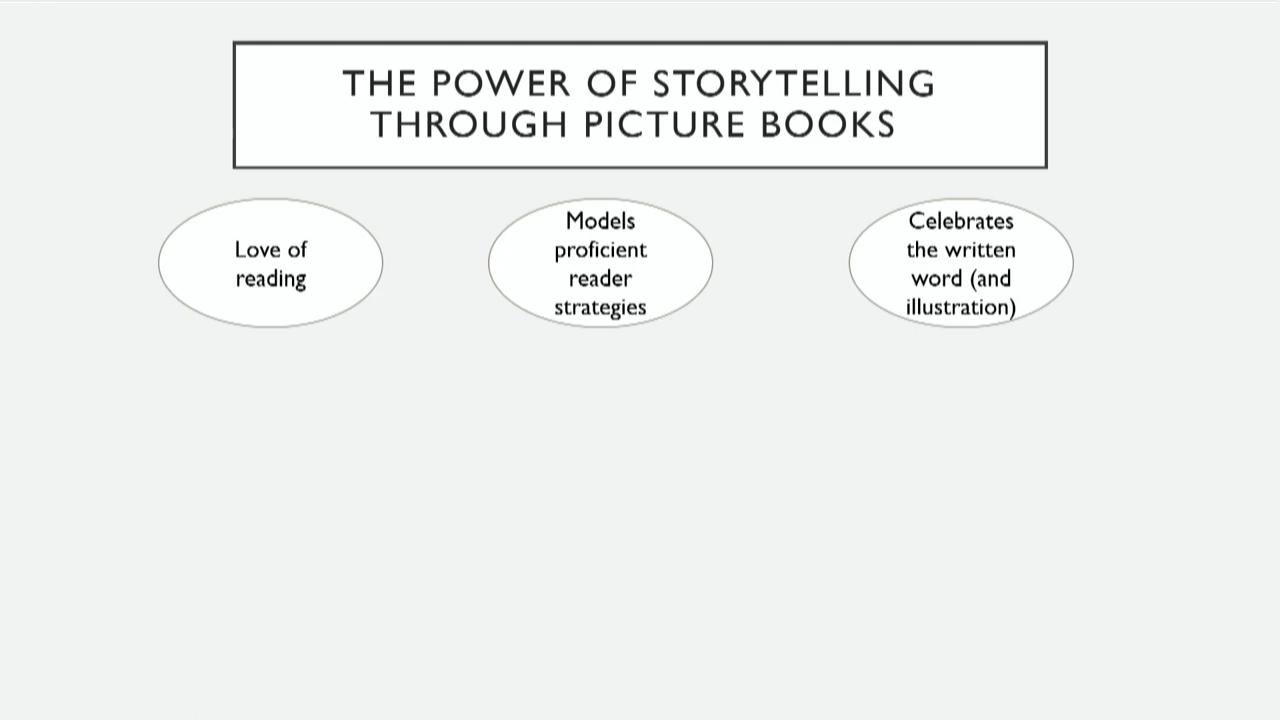 THE POWER OF STORYTELLING
THROUGH PICTURE BOOKS
Love of
reading
Models
proficient
reader
strategies
Celebrates
the written
word (and
illustration)